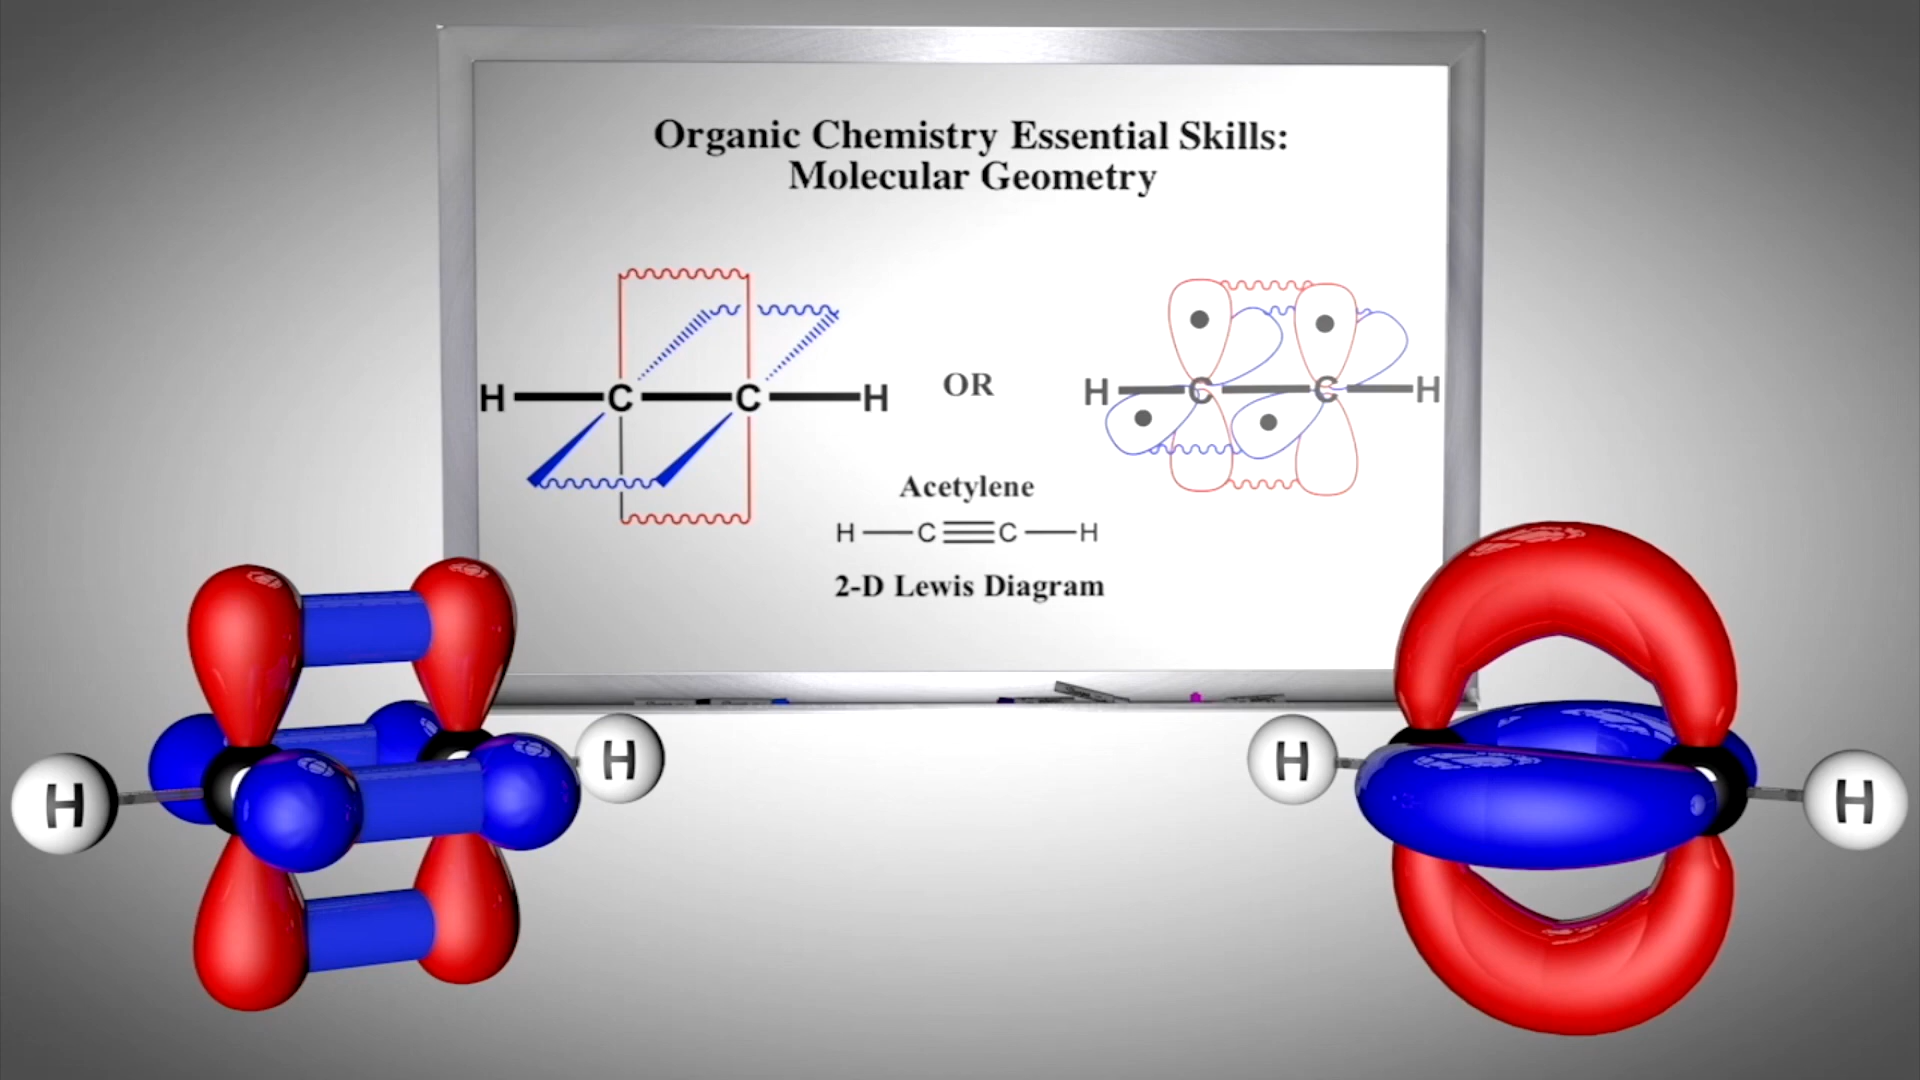 Organic Chemistry Essential Skills:
Molecular Geometry
H C C H
OR
H C C H
Acetylene
H C C H
2-D Lewis Diagram
H
H
H
H